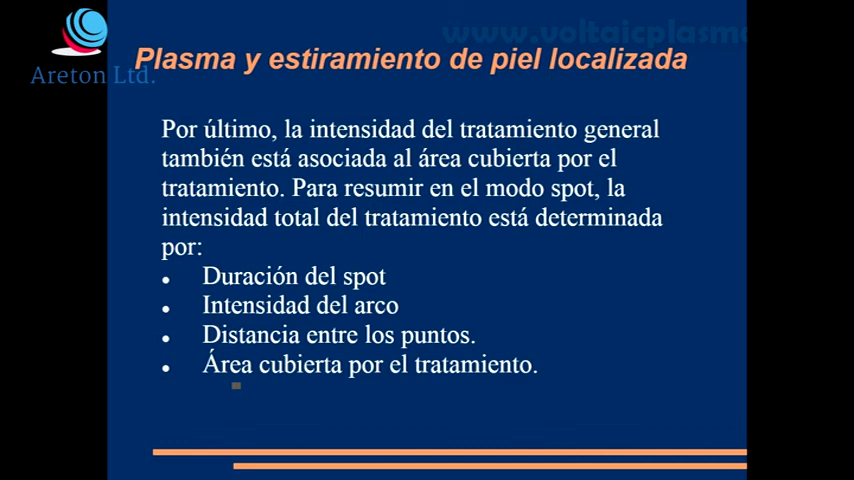 www.voltaicplasma
Plasma y estiramiento de piel localizada
Areton Ltd.
Por último, la intensidad del tratamiento general
también está asociada al área cubierta por el
tratamiento. Para resumir en el modo spot, la
intensidad total del tratamiento está determinada
por:
Duración del spot
Intensidad del arco
Distancia entre los puntos.
Área cubierta por el tratamiento.